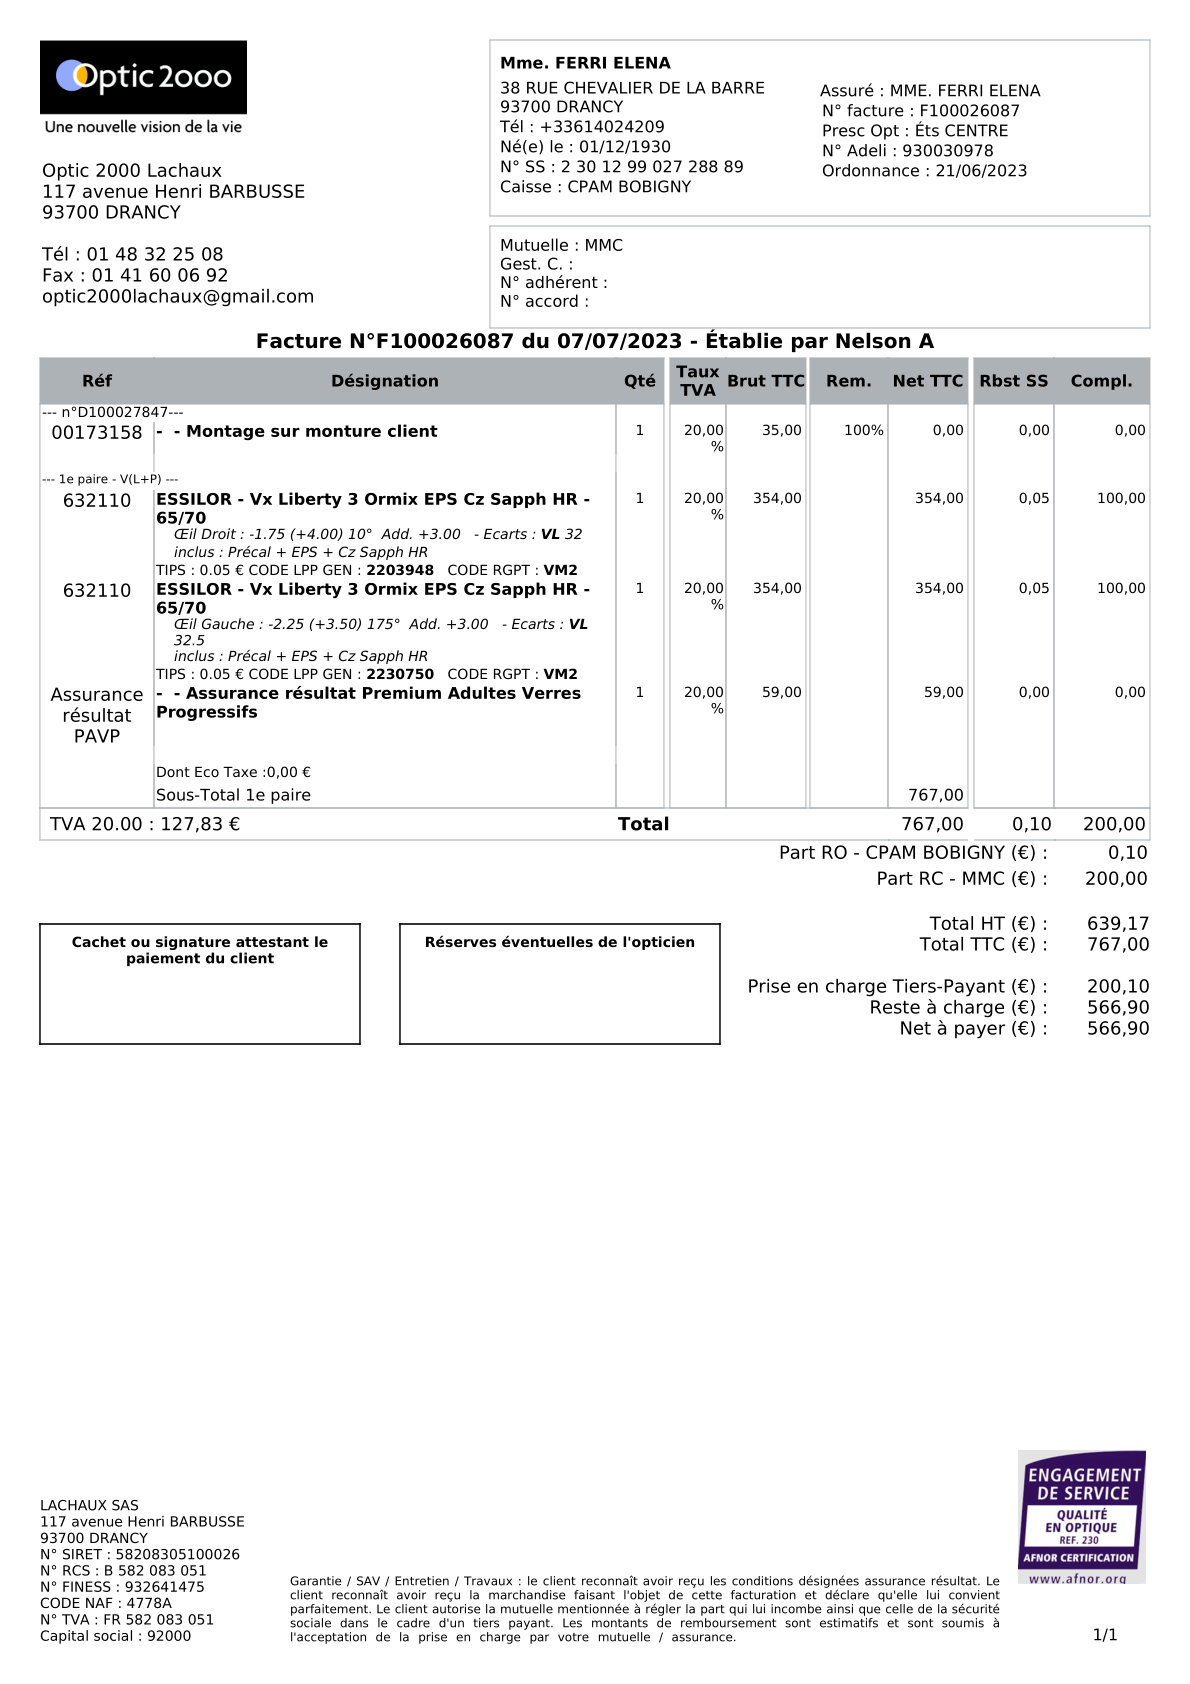 Optic 2000
Une nouvelle vision de la vie
Optic 2000 Lachaux
117 avenue Henri BARBUSSE
93700 DRANCY
Tél : 01 48 32 25 08
Fax : 01 41 60 06 92
optic2000lachaux@gmail.com
Mme. FERRI ELENA
38 RUE CHEVALIER DE LA BARRE
93700 DRANCY
Tél : +33614024209
Né(e) le : 01/12/1930
N° SS : 2 30 12 99 027 288 89
Caisse : CPAM BOBIGNY
Assuré : MME. FERRI ELENA
N° facture : F100026087
Presc Opt : Éts CENTRE
N° Adeli : 930030978
Ordonnance : 21/06/2023
Mutuelle : MMC
Gest. C. :
N° adhérent :
N° accord :
Facture N°F100026087 du 07/07/2023 - Établie par Nelson A
Réf Désignation Qté Taux TVA Brut TTC Rem. Net TTC Rbst SS Compl.
--- n°D100027847---
00173158 - - Montage sur monture client 1 20,00 % 35,00 100% 0,00 0,00 0,00
--- 1e paire - V(L+P) ---
632110 ESSILOR - Vx Liberty 3 Ormix EPS Cz Sapph HR - 1 20,00 % 354,00 354,00 0,05 100,00
65/70
Œil Droit : -1.75 (+4.00) 10° Add. +3.00 - Ecarts : VL 32
inclus : Précal + EPS + Cz Sapph HR
TIPS : 0.05 € CODE LPP GEN : 2203948 CODE RGPT : VM2
632110 ESSILOR - Vx Liberty 3 Ormix EPS Cz Sapph HR - 1 20,00 % 354,00 354,00 0,05 100,00
65/70
Œil Gauche : -2.25 (+3.50) 175° Add. +3.00 - Ecarts : VL
32.5
inclus : Précal + EPS + Cz Sapph HR
TIPS : 0.05 € CODE LPP GEN : 2230750 CODE RGPT : VM2
Assurance résultat PAVP - - Assurance résultat Premium Adultes Verres 1 20,00 % 59,00 59,00 0,00 0,00
Progressifs
Dont Eco Taxe :0,00 €
Sous-Total 1e paire 767,00
TVA 20.00 : 127,83 € Total 767,00 0,10 200,00
Part RO - CPAM BOBIGNY (€) : 0,10
Part RC - MMC (€) : 200,00
Total HT (€) : 639,17
Total TTC (€) : 767,00
Prise en charge Tiers-Payant (€) : 200,10
Reste à charge (€) : 566,90
Net à payer (€) : 566,90
Cachet ou signature attestant le
paiement du client
Réserves éventuelles de l'opticien
LACHAUX SAS
117 avenue Henri BARBUSSE
93700 DRANCY
N° SIRET : 58208305100026
N° RCS : B 582 083 051
N° FINESS : 932641475
CODE NAF : 4778A
N° TVA : FR 582 083 051
Capital social : 92000
Garantie / SAV / Entretien / Travaux : le client reconnaît avoir reçu les conditions désignées assurance résultat. Le
client reconnaît avoir reçu la marchandise faisant l'objet de cette facturation et déclare qu'elle lui convient
parfaitement. Le client autorise la mutuelle mentionnée à régler la part qui lui incombe ainsi que celle de la sécurité
sociale dans le cadre d'un tiers payant. Les montants de remboursement sont estimatifs et sont soumis à
l'acceptation de la prise en charge par votre mutuelle / assurance.
ENGAGEMENT
DE SERVICE
QUALITÉ
EN OPTIQUE
REF. 230
AFNOR CERTIFICATION
www.afnor.org
1/1